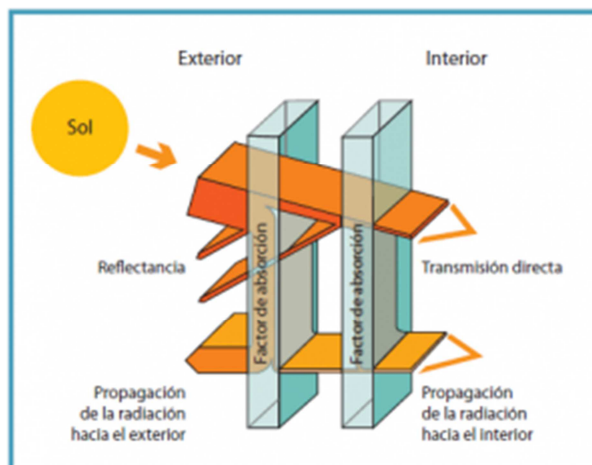 Exterior
Interior
Sol
Factor de absorción
Factor de absorción
Reflectancia
Transmisión directa
Propagación
de la radiación
hacia el exterior
Propagación
de la radiación
hacia el interior